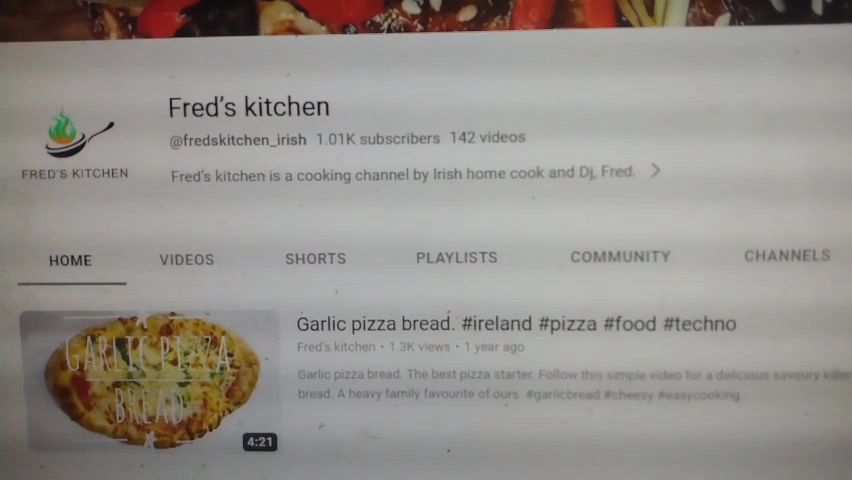 Fred's kitchen
@fredskitchen_irish 1.01K subscribers 142 videos
FRED'S KITCHEN
Fred's kitchen is a cooking channel by Irish home cook and Dj, Fred.
HOME VIDEOS SHORTS PLAYLISTS COMMUNITY CHANNELS
GARLIC PIZZA
BREAD
4:21
Garlic pizza bread. #ireland #pizza #food #techno
Fred's kitchen • 1.3K views • 1 year ago
Garlic pizza bread. The best pizza starter. Follow this simple video for a delicious savoury killer
bread. A heavy family favourite of ours. #garlicbread #cheesy #easycooking